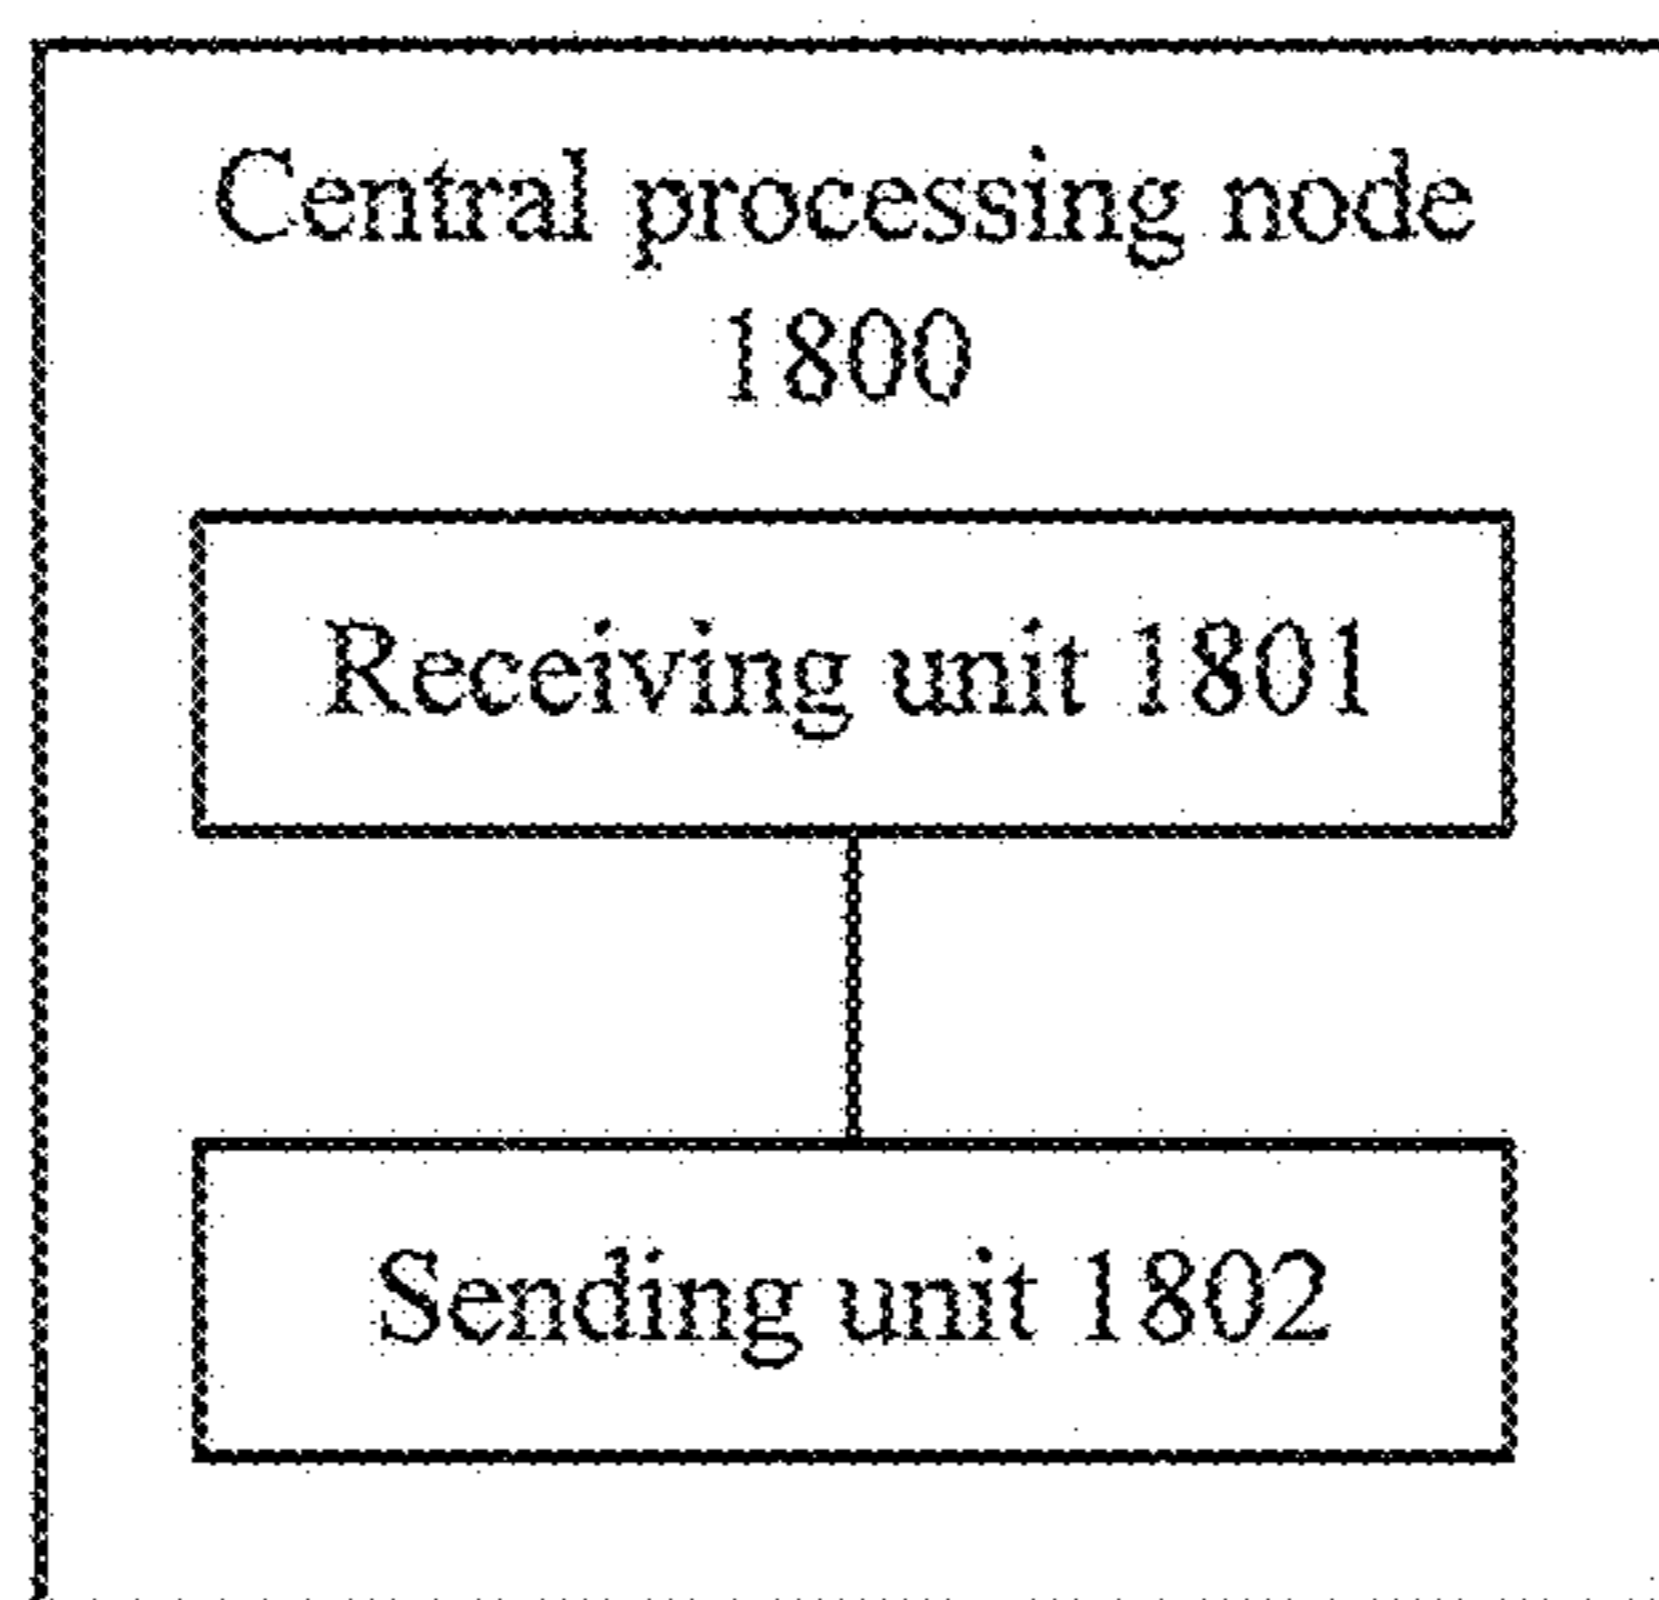 Central processing node
1800
Receiving unit 1801
Sending unit 1802